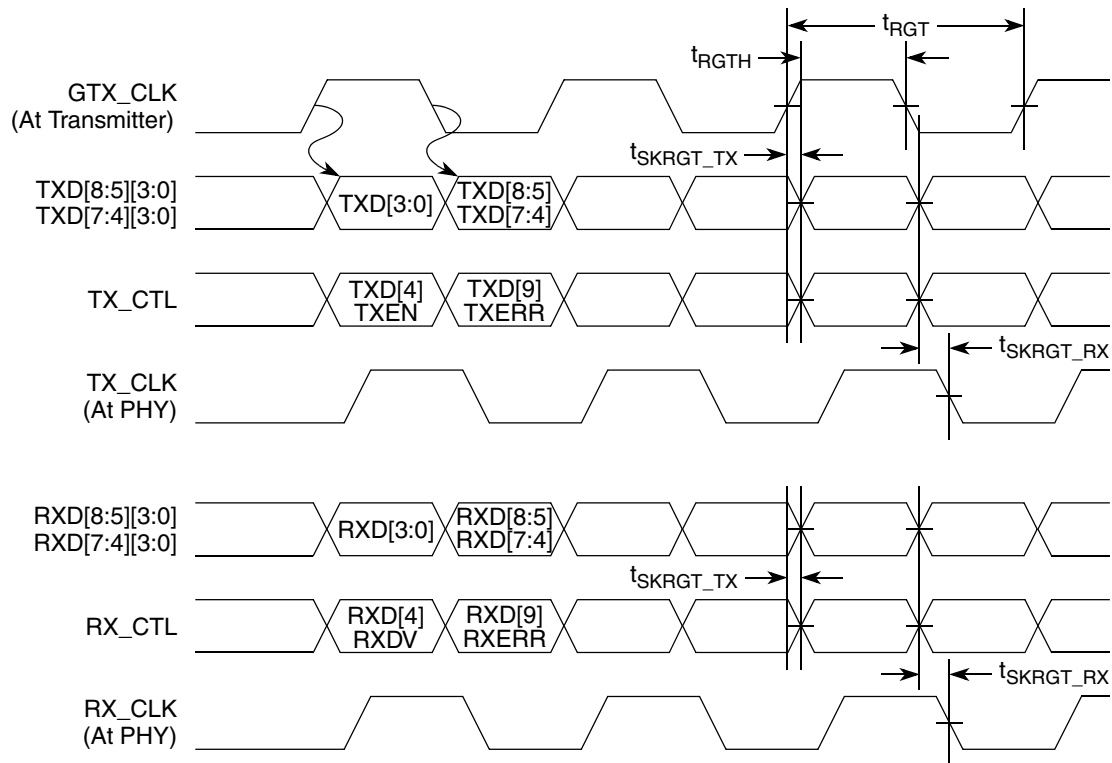 tRGT
tRGTH
GTX_CLK
(At Transmitter)
tSKRGT_TX
TXD[8:5][3:0]
TXD[7:4][3:0]
TXD[3:0]
TXD[8:5]
TXD[7:4]
TX_CTL
TXD[4]
TXEN
TXD[9]
TXERR
tSKRGT_RX
TX_CLK
(At PHY)
RXD[8:5][3:0]
RXD[7:4][3:0]
RXD[3:0]
RXD[8:5]
RXD[7:4]
tSKRGT_TX
RX_CTL
RXD[4]
RXDV
RXD[9]
RXERR
tSKRGT_RX
RX_CLK
(At PHY)